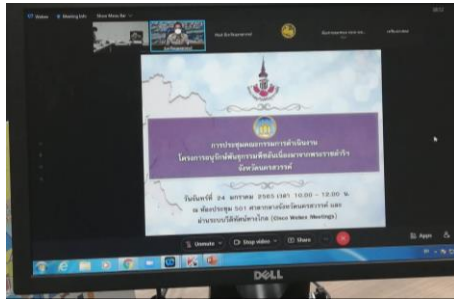 Webex Meeting Info Show Menu Bar
การประชุมคณะกรรมการดำเนินงาน
โครงการอนุรักษ์พันธุกรรมพืชอันเนื่องมาจากพระราชดำริฯ
จังหวัดนครสวรรค์
วันจันทร์ที่ 24 มกราคม 2565 เวลา 10.00 - 12.00 น.
ณ ห้องประชุม 501 ศาลากลางจังหวัดนครสวรรค์ และ
ผ่านระบบวีดิทัศน์ทางไกล (Cisco Webex Meetings)
Unmute Stop video Share Apps
DELL